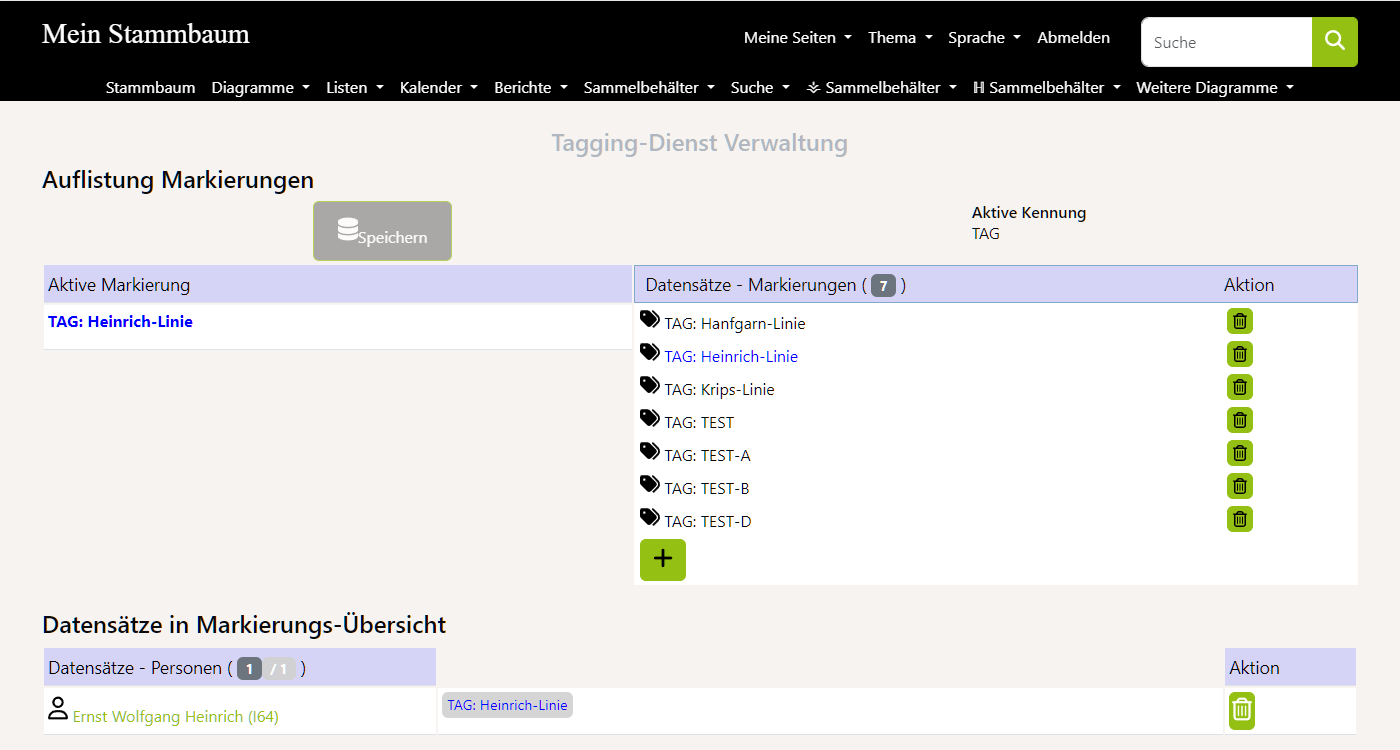 Mein Stammbaum
Meine Seiten Thema Sprache Abmelden Suche
Stammbaum Diagramme Listen Kalender Berichte Sammelbehälter Suche Sammelbehälter H Sammelbehälter Weitere Diagramme
Tagging-Dienst Verwaltung
Auflistung Markierungen
Speichern
Aktive Kennung
TAG
Aktive Markierung Datensätze - Markierungen ( 7 ) Aktion
TAG: Heinrich-Linie
TAG: Hanfgarn-Linie
TAG: Heinrich-Linie
TAG: Krips-Linie
TAG: TEST
TAG: TEST-A
TAG: TEST-B
TAG: TEST-D
Datensätze in Markierungs-Übersicht
Datensätze - Personen ( 1 / 1 ) Aktion
Ernst Wolfgang Heinrich (I64) TAG: Heinrich-Linie